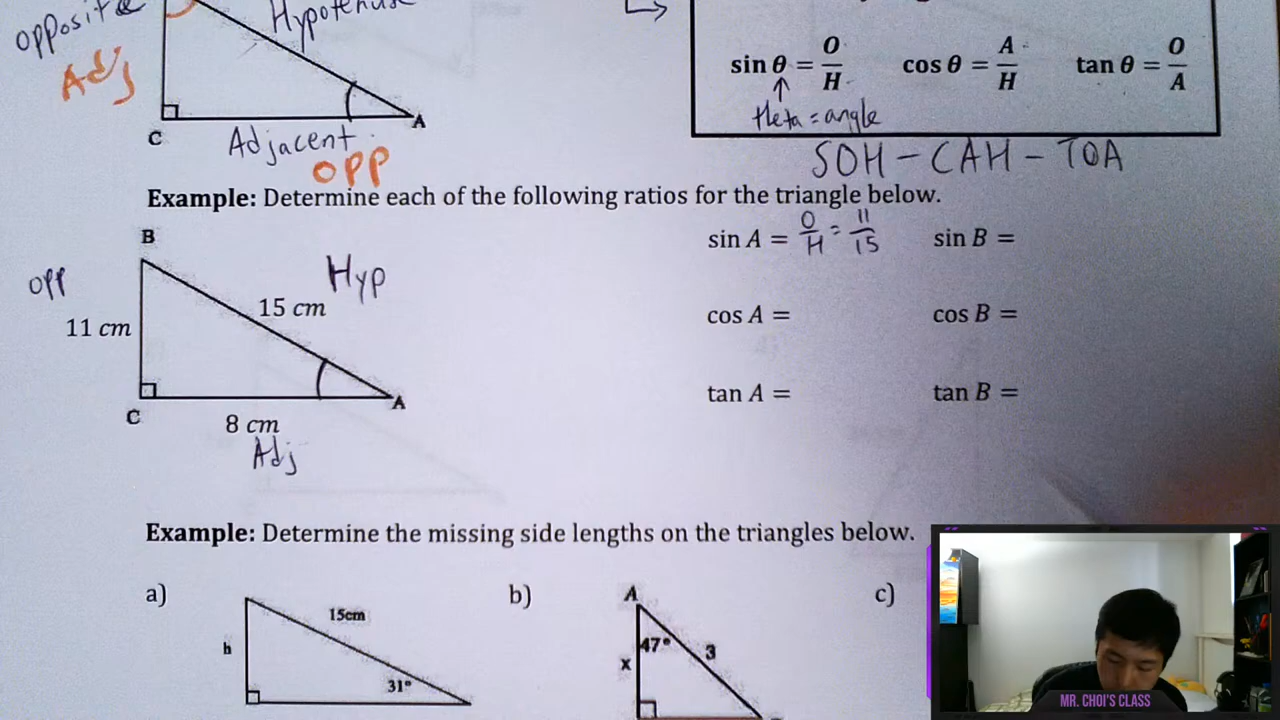 opposite
Hypotenuse
Adj
C
A
Adjacent
OPP
sin θ = O/H
cos θ = A/H
tan θ = O/A
theta = angle
SOH - CAH - TOA
Example: Determine each of the following ratios for the triangle below.
B
opp
Hyp
11 cm
15 cm
C
A
8 cm
Adj
sin A = O/H = 11/15
sin B =
cos A =
cos B =
tan A =
tan B =
Example: Determine the missing side lengths on the triangles below.
a)
15cm
h
31°
b)
A
47°
3
x
c)
MR. CHOI'S CLASS